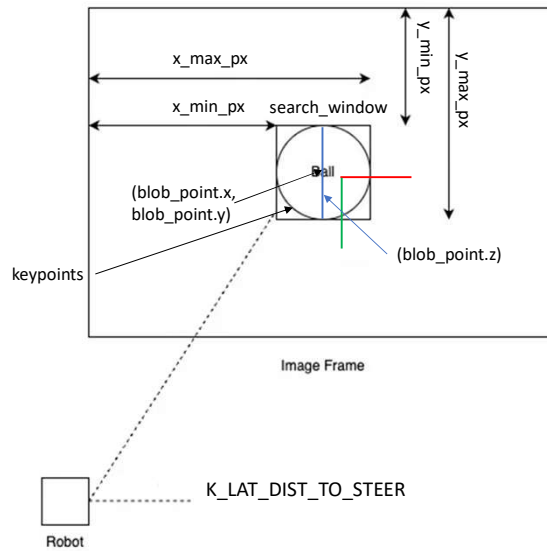 x_max_px
y_min_px
y_max_px
x_min_px
search_window
Ball
(blob_point.x,
blob_point.y)
(blob_point.z)
keypoints
Image Frame
K_LAT_DIST_TO_STEER
Robot